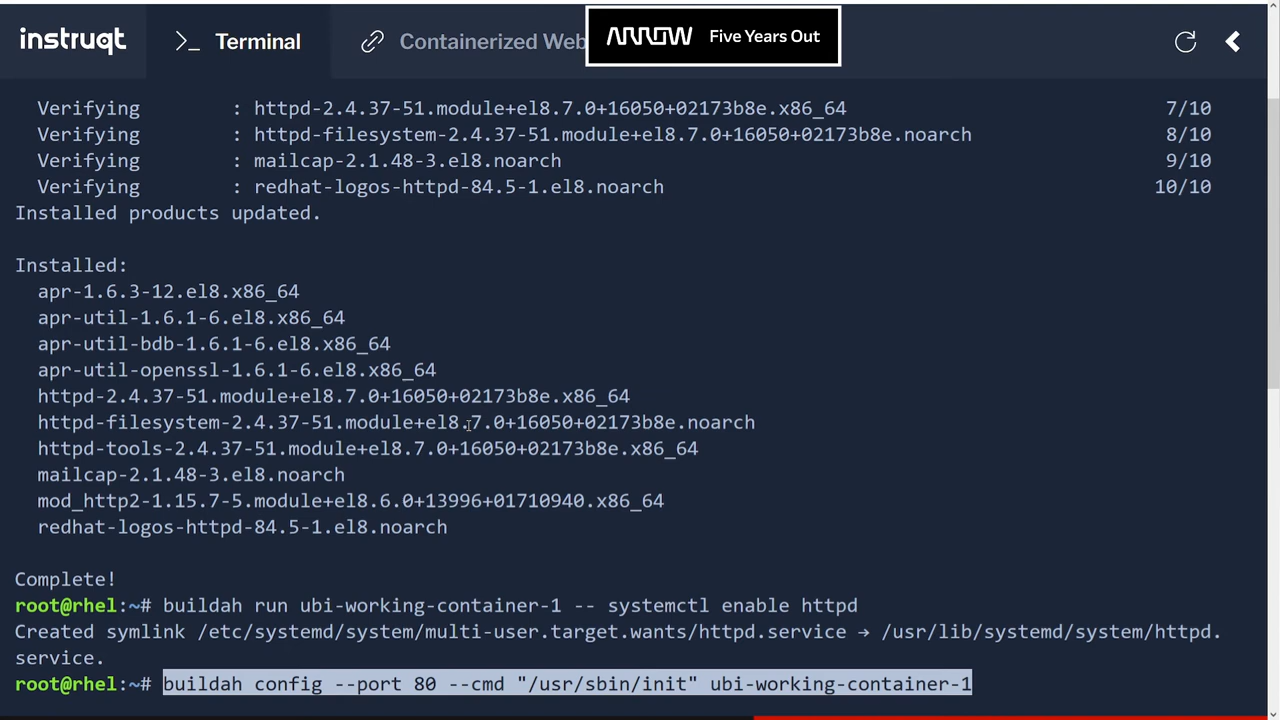 instruqt
>_ Terminal
Containerized Web
ARROW Five Years Out
Verifying : httpd-2.4.37-51.module+el8.7.0+16050+02173b8e.x86_64 7/10
Verifying : httpd-filesystem-2.4.37-51.module+el8.7.0+16050+02173b8e.noarch 8/10
Verifying : mailcap-2.1.48-3.el8.noarch 9/10
Verifying : redhat-logos-httpd-84.5-1.el8.noarch 10/10
Installed products updated.
Installed:
apr-1.6.3-12.el8.x86_64
apr-util-1.6.1-6.el8.x86_64
apr-util-bdb-1.6.1-6.el8.x86_64
apr-util-openssl-1.6.1-6.el8.x86_64
httpd-2.4.37-51.module+el8.7.0+16050+02173b8e.x86_64
httpd-filesystem-2.4.37-51.module+el8.7.0+16050+02173b8e.noarch
httpd-tools-2.4.37-51.module+el8.7.0+16050+02173b8e.x86_64
mailcap-2.1.48-3.el8.noarch
mod_http2-1.15.7-5.module+el8.6.0+13996+01710940.x86_64
redhat-logos-httpd-84.5-1.el8.noarch
Complete!
root@rhel:~# buildah run ubi-working-container-1 -- systemctl enable httpd
Created symlink /etc/systemd/system/multi-user.target.wants/httpd.service → /usr/lib/systemd/system/httpd.
service.
root@rhel:~# buildah config --port 80 --cmd "/usr/sbin/init" ubi-working-container-1